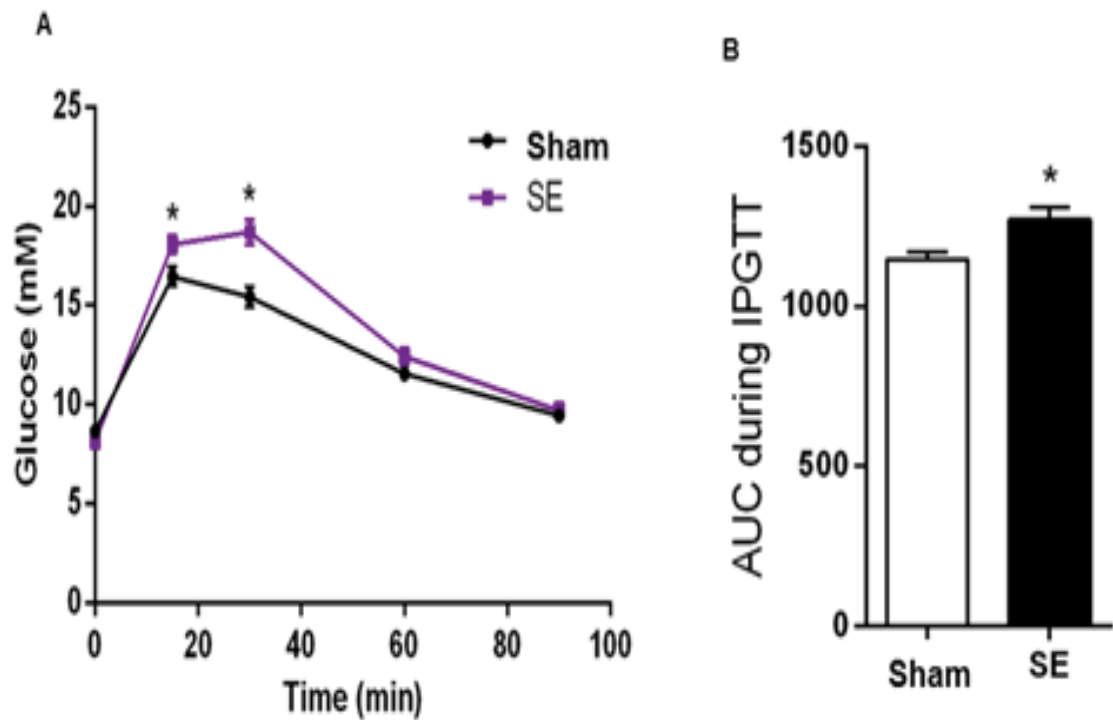 A
25
20
15
10
5
0
Glucose (mM)
* *
Sham
SE
0 20 40 60 80 100
Time (min)
B
1500
1000
500
0
AUC during IPGTT
*
Sham SE